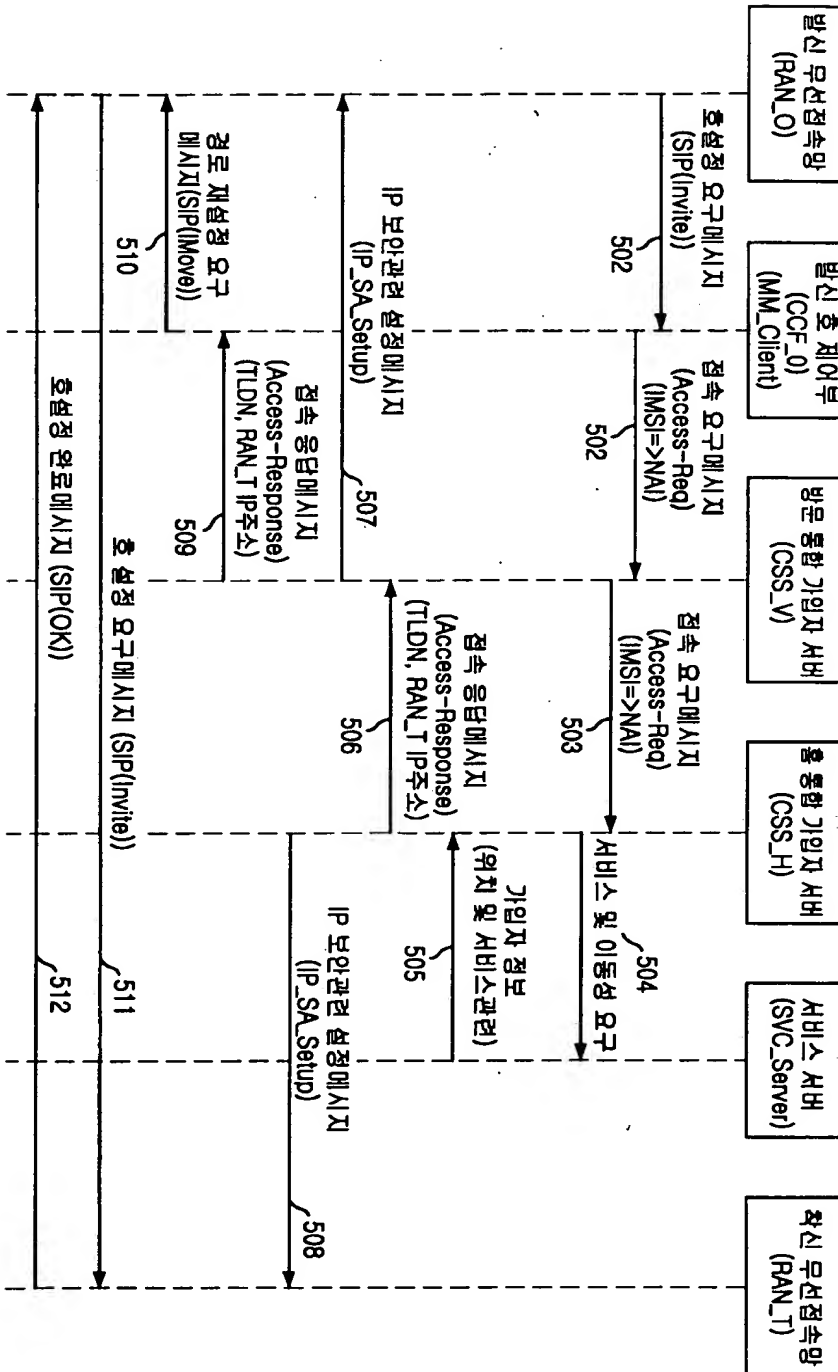 발신 무선접속망
(RAN_O)
발신 호 제어부
(CCF_O)
(MM_Client)
방문 통합 가입자 서버
(CSS_V)
홈 통합 가입자 서버
(CSS_H)
서비스 서버
(SVC_Server)
착신 무선접속망
(RAN_T)
호설정 요구메시지
(SIP(Invite))
502
접속 요구메시지
(Access-Req)
(IMSI=>NAI)
502
접속 요구메시지
(Access-Req)
(IMSI=>NAI)
503
서비스 및 이동성 요구
504
가입자 정보
(위치 및 서비스관련)
505
접속 응답메시지
(Access-Response)
(TLDN, RAN_T IP주소)
506
IP 보안관련 설정메시지
(IP_SA_Setup)
507
IP 보안관련 설정메시지
(IP_SA_Setup)
508
접속 응답메시지
(Access-Response)
(TLDN, RAN_T IP주소)
509
경로 재설정 요구
메시지(SIP(IMove))
510
호 설정 요구메시지 (SIP(Invite))
511
호설정 완료메시지 (SIP(OK))
512